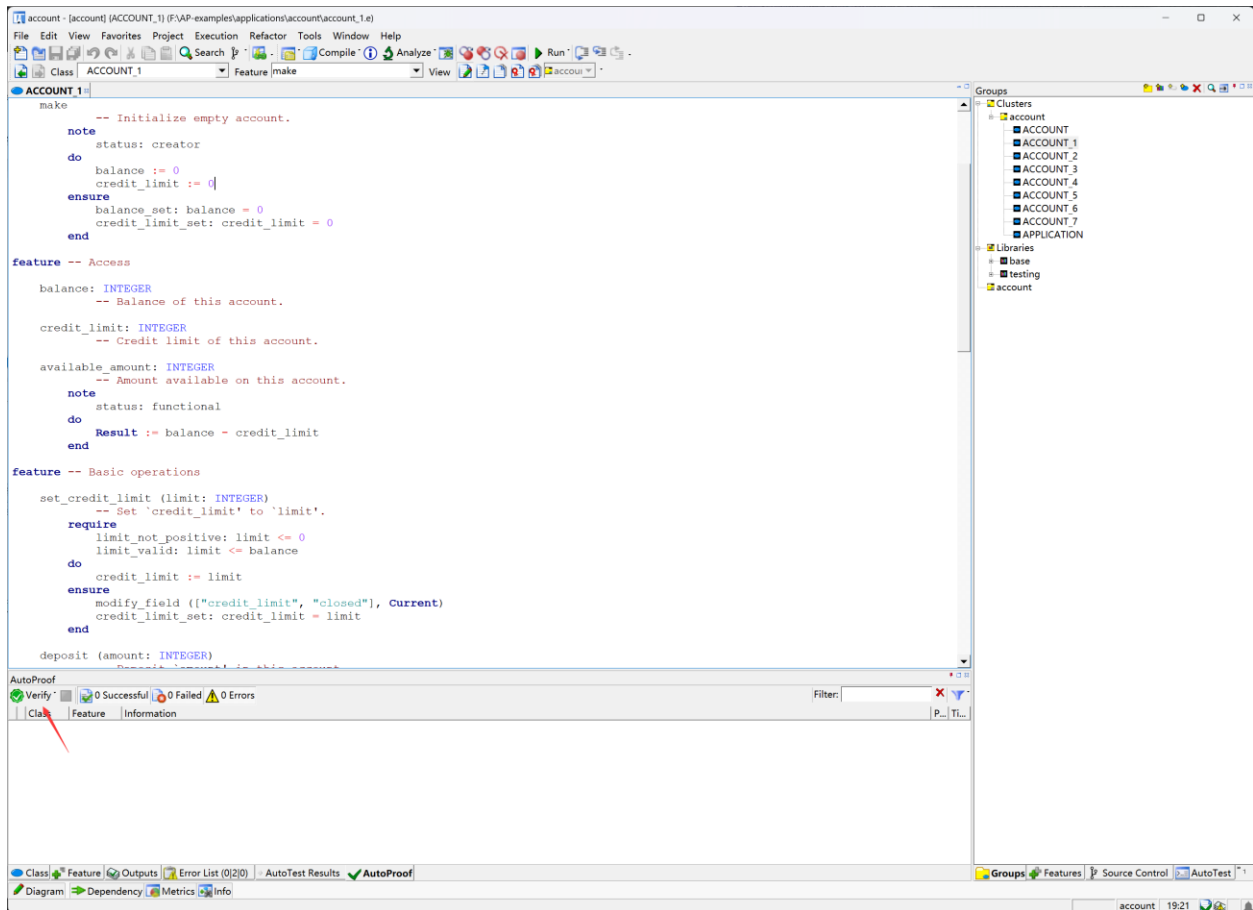 account - [account] (ACCOUNT_1) (F:\AP-examples\applications\account\account_1.e)
File Edit View Favorites Project Execution Refactor Tools Window Help
Search Compile Analyze Run
Class ACCOUNT_1 Feature make View accour
ACCOUNT_1
make
-- Initialize empty account.
note
status: creator
do
balance := 0
credit_limit := 0
ensure
balance_set: balance = 0
credit_limit_set: credit_limit = 0
end
feature -- Access
balance: INTEGER
-- Balance of this account.
credit_limit: INTEGER
-- Credit limit of this account.
available_amount: INTEGER
-- Amount available on this account.
note
status: functional
do
Result := balance - credit_limit
end
feature -- Basic operations
set_credit_limit (limit: INTEGER)
-- Set `credit_limit' to `limit'.
require
limit_not_positive: limit <= 0
limit_valid: limit <= balance
do
credit_limit := limit
ensure
modify_field (["credit_limit", "closed"], Current)
credit_limit_set: credit_limit = limit
end
deposit (amount: INTEGER)
Groups
Clusters
account
ACCOUNT
ACCOUNT_1
ACCOUNT_2
ACCOUNT_3
ACCOUNT_4
ACCOUNT_5
ACCOUNT_6
ACCOUNT_7
APPLICATION
Libraries
base
testing
account
AutoProof
Verify 0 Successful 0 Failed 0 Errors Filter:
Class Feature Information P... Ti...
Class Feature Outputs Error List (0|2|0) AutoTest Results AutoProof
Groups Features Source Control AutoTest
Diagram Dependency Metrics Info
account 19:21